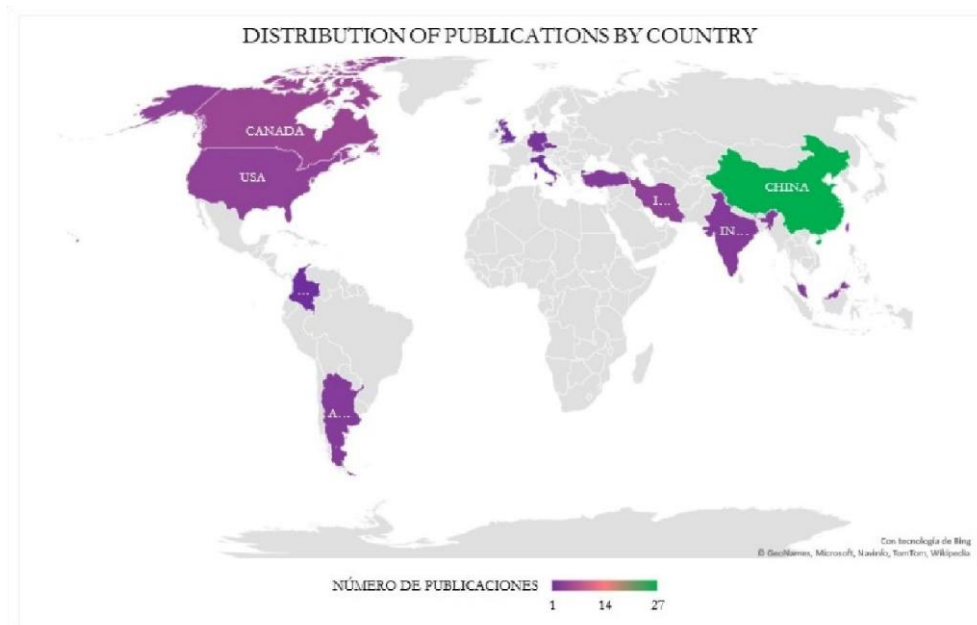 DISTRIBUTION OF PUBLICATIONS BY COUNTRY
CANADA
USA
CHINA
I...
IN...
...
A...
Con tecnología de Bing
© GeoNames, Microsoft, Navinfo, TomTom, Wikipedia
NÚMERO DE PUBLICACIONES
1 14 27